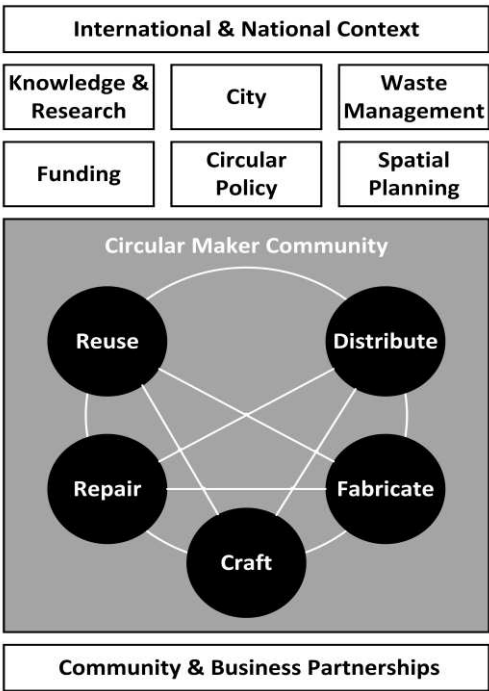 International & National Context
Knowledge &
Research
City
Waste
Management
Funding
Circular
Policy
Spatial
Planning
Circular Maker Community
Reuse
Distribute
Repair
Fabricate
Craft
Community & Business Partnerships